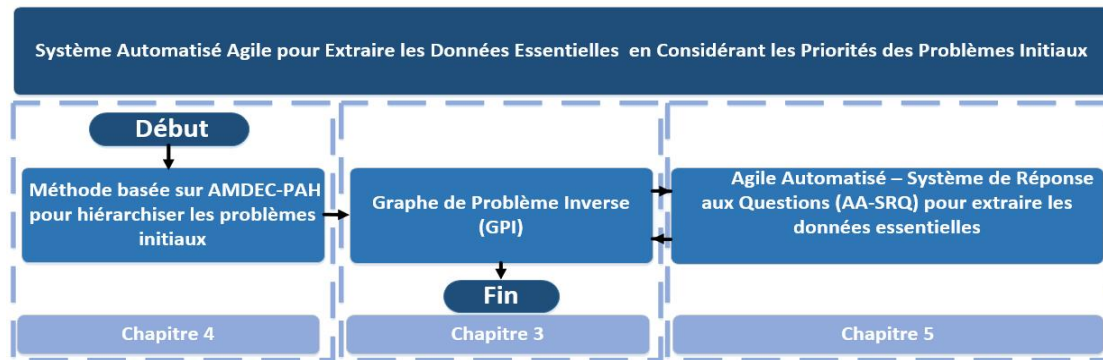 Système Automatisé Agile pour Extraire les Données Essentielles en Considérant les Priorités des Problèmes Initiaux
Début
Méthode basée sur AMDEC-PAH
pour hiérarchiser les problèmes
initiaux
Graphe de Problème Inverse
(GPI)
Agile Automatisé – Système de Réponse
aux Questions (AA-SRQ) pour extraire les
données essentielles
Fin
Chapitre 4
Chapitre 3
Chapitre 5